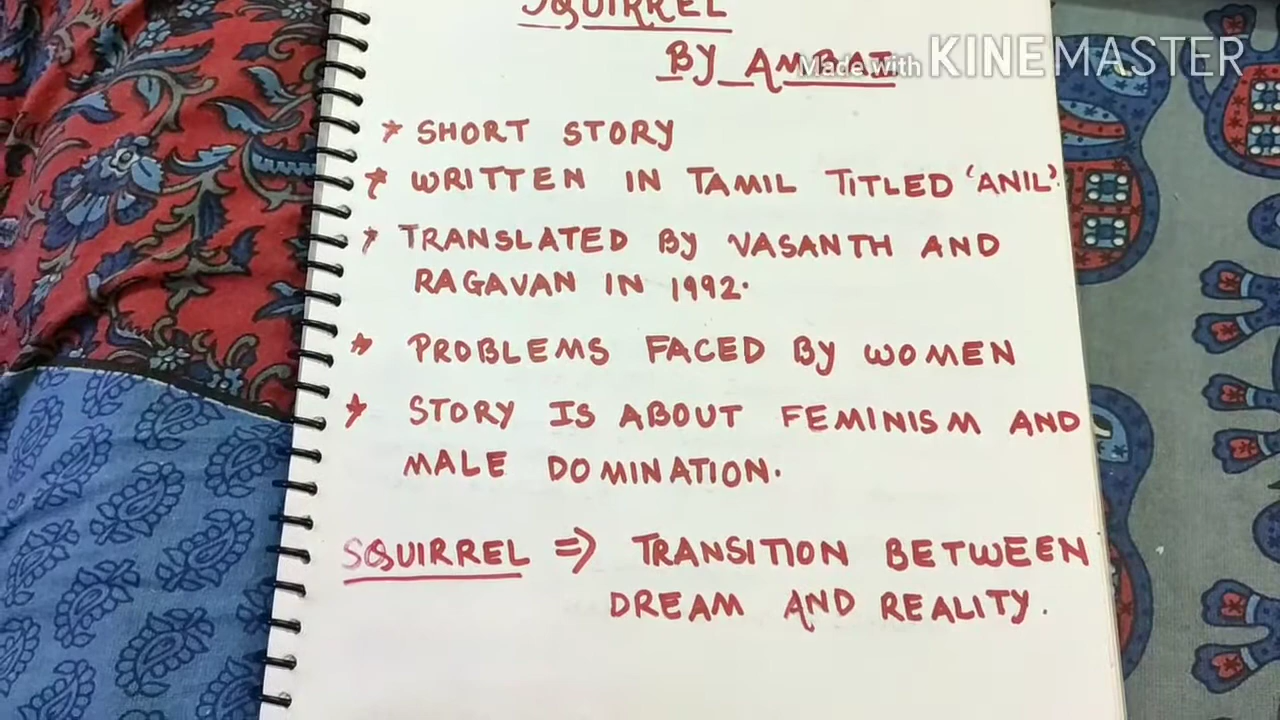 SQUIRREL
BY AMBAI
Made with KINEMASTER
* SHORT STORY
* WRITTEN IN TAMIL TITLED 'ANIL'.
* TRANSLATED BY VASANTH AND
RAGAVAN IN 1992.
* PROBLEMS FACED BY WOMEN
* STORY IS ABOUT FEMINISM AND
MALE DOMINATION.
SQUIRREL => TRANSITION BETWEEN
DREAM AND REALITY.